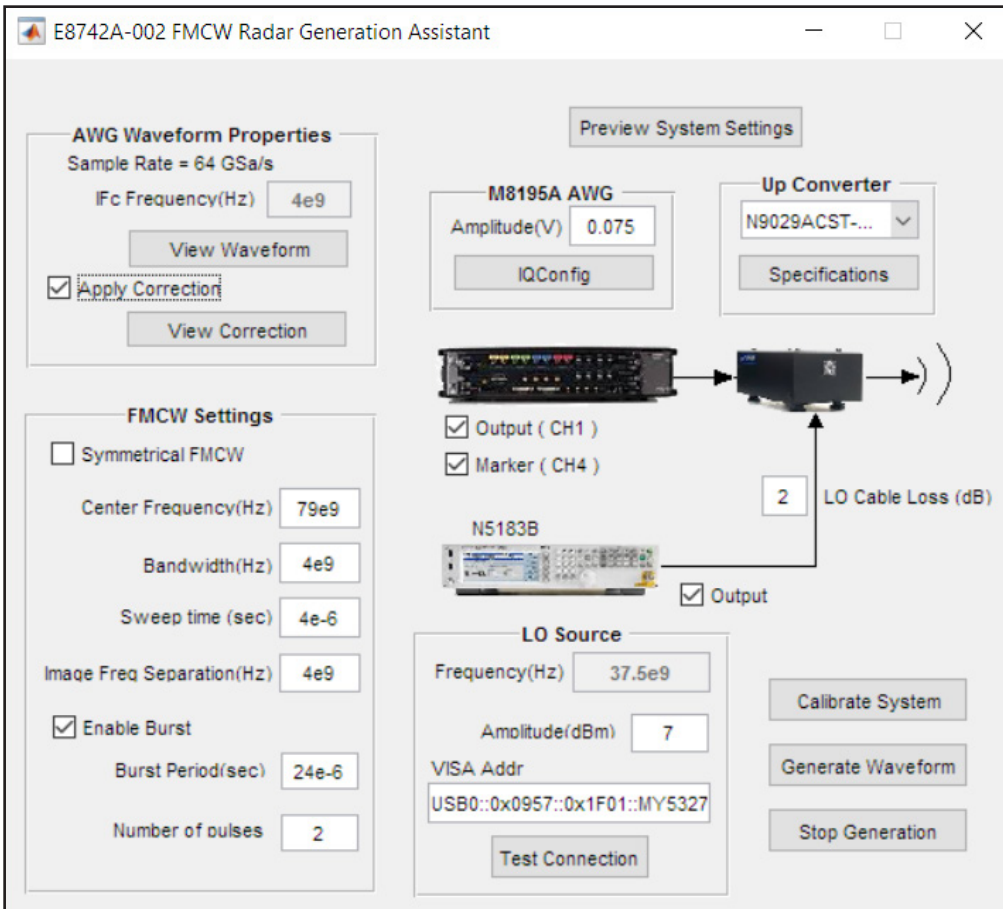 E8742A-002 FMCW Radar Generation Assistant
AWG Waveform Properties
Sample Rate = 64 GSa/s
IFc Frequency(Hz) 4e9
View Waveform
Apply Correction
View Correction
Preview System Settings
M8195A AWG
Amplitude(V) 0.075
IQConfig
Up Converter
N9029ACST-...
Specifications
Output ( CH1 )
Marker ( CH4 )
2 LO Cable Loss (dB)
N5183B
Output
FMCW Settings
Symmetrical FMCW
Center Frequency(Hz) 79e9
Bandwidth(Hz) 4e9
Sweep time (sec) 4e-6
Image Freq Separation(Hz) 4e9
Enable Burst
Burst Period(sec) 24e-6
Number of pulses 2
LO Source
Frequency(Hz) 37.5e9
Amplitude(dBm) 7
VISA Addr
USB0::0x0957::0x1F01::MY5327
Test Connection
Calibrate System
Generate Waveform
Stop Generation